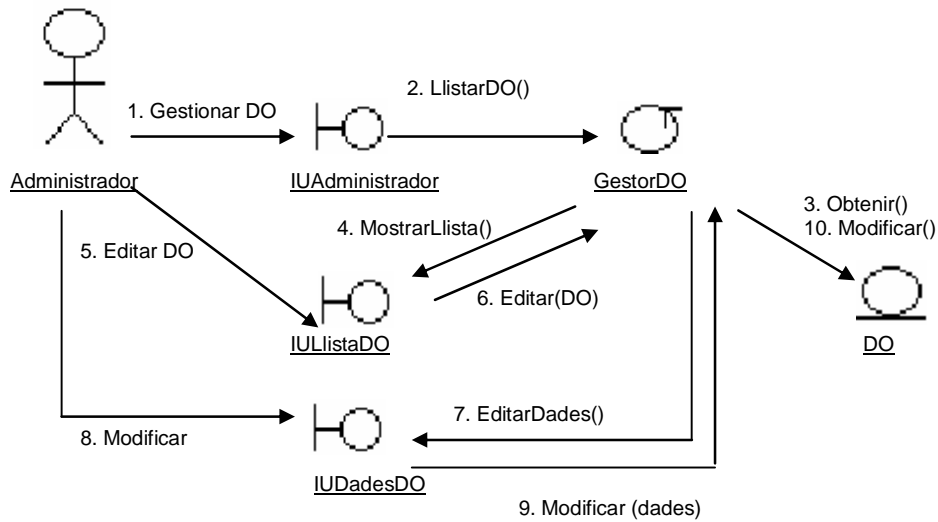 2. LlistarDO()
1. Gestionar DO
Administrador
IUAdministrador
GestorDO
3. Obtenir()
10. Modificar()
4. MostrarLlista()
5. Editar DO
6. Editar(DO)
IULlistaDO
DO
7. EditarDades()
8. Modificar
IUDadesDO
9. Modificar (dades)